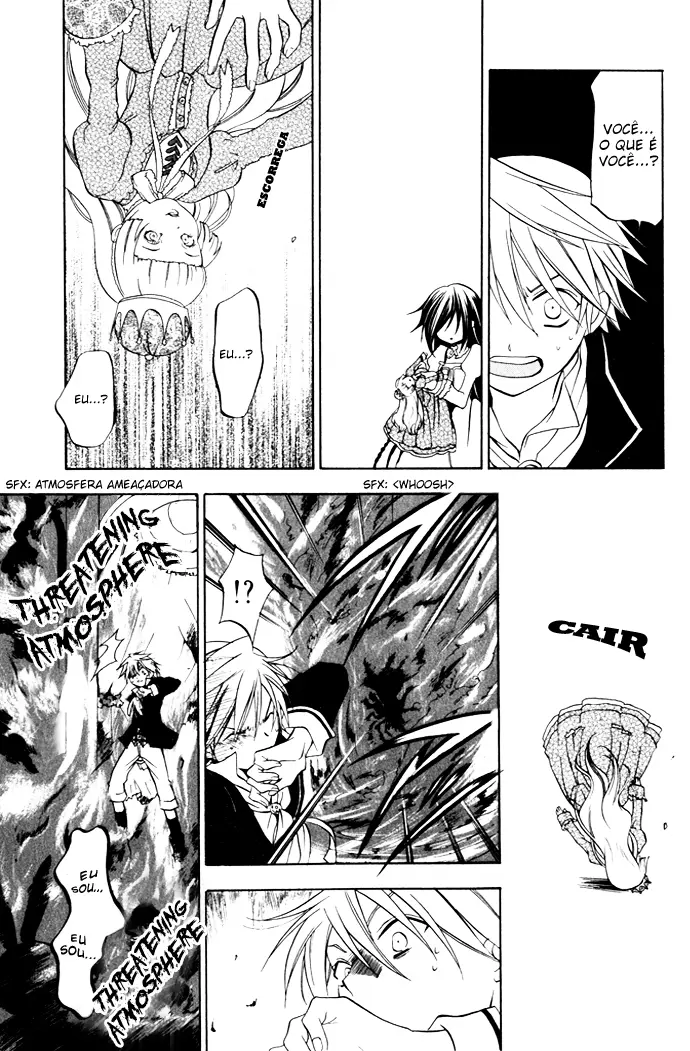 VOCÊ...
O QUE É
VOCÊ...?
ESCORREGA
EU...?
EU...?
SFX: ATMOSFERA AMEAÇADORA
SFX: <WHOOSH>
CAIR
!?
THREATENING
ATMOSPHERE
EU
SOU...
EU
SOU...
THREATENING
ATMOSPHERE